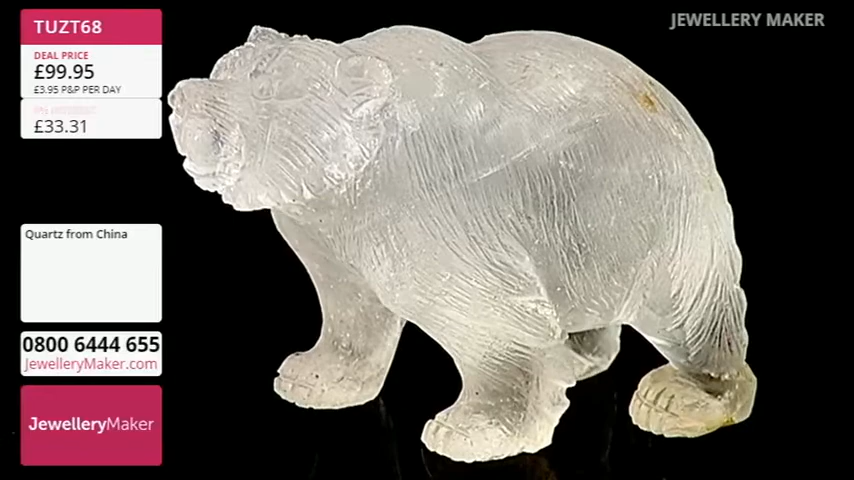 TUZT68
JEWELLERY MAKER
DEAL PRICE
£99.95
£3.95 P&P PER DAY
£33.31
Quartz from China
0800 6444 655
JewelleryMaker.com
JewelleryMaker